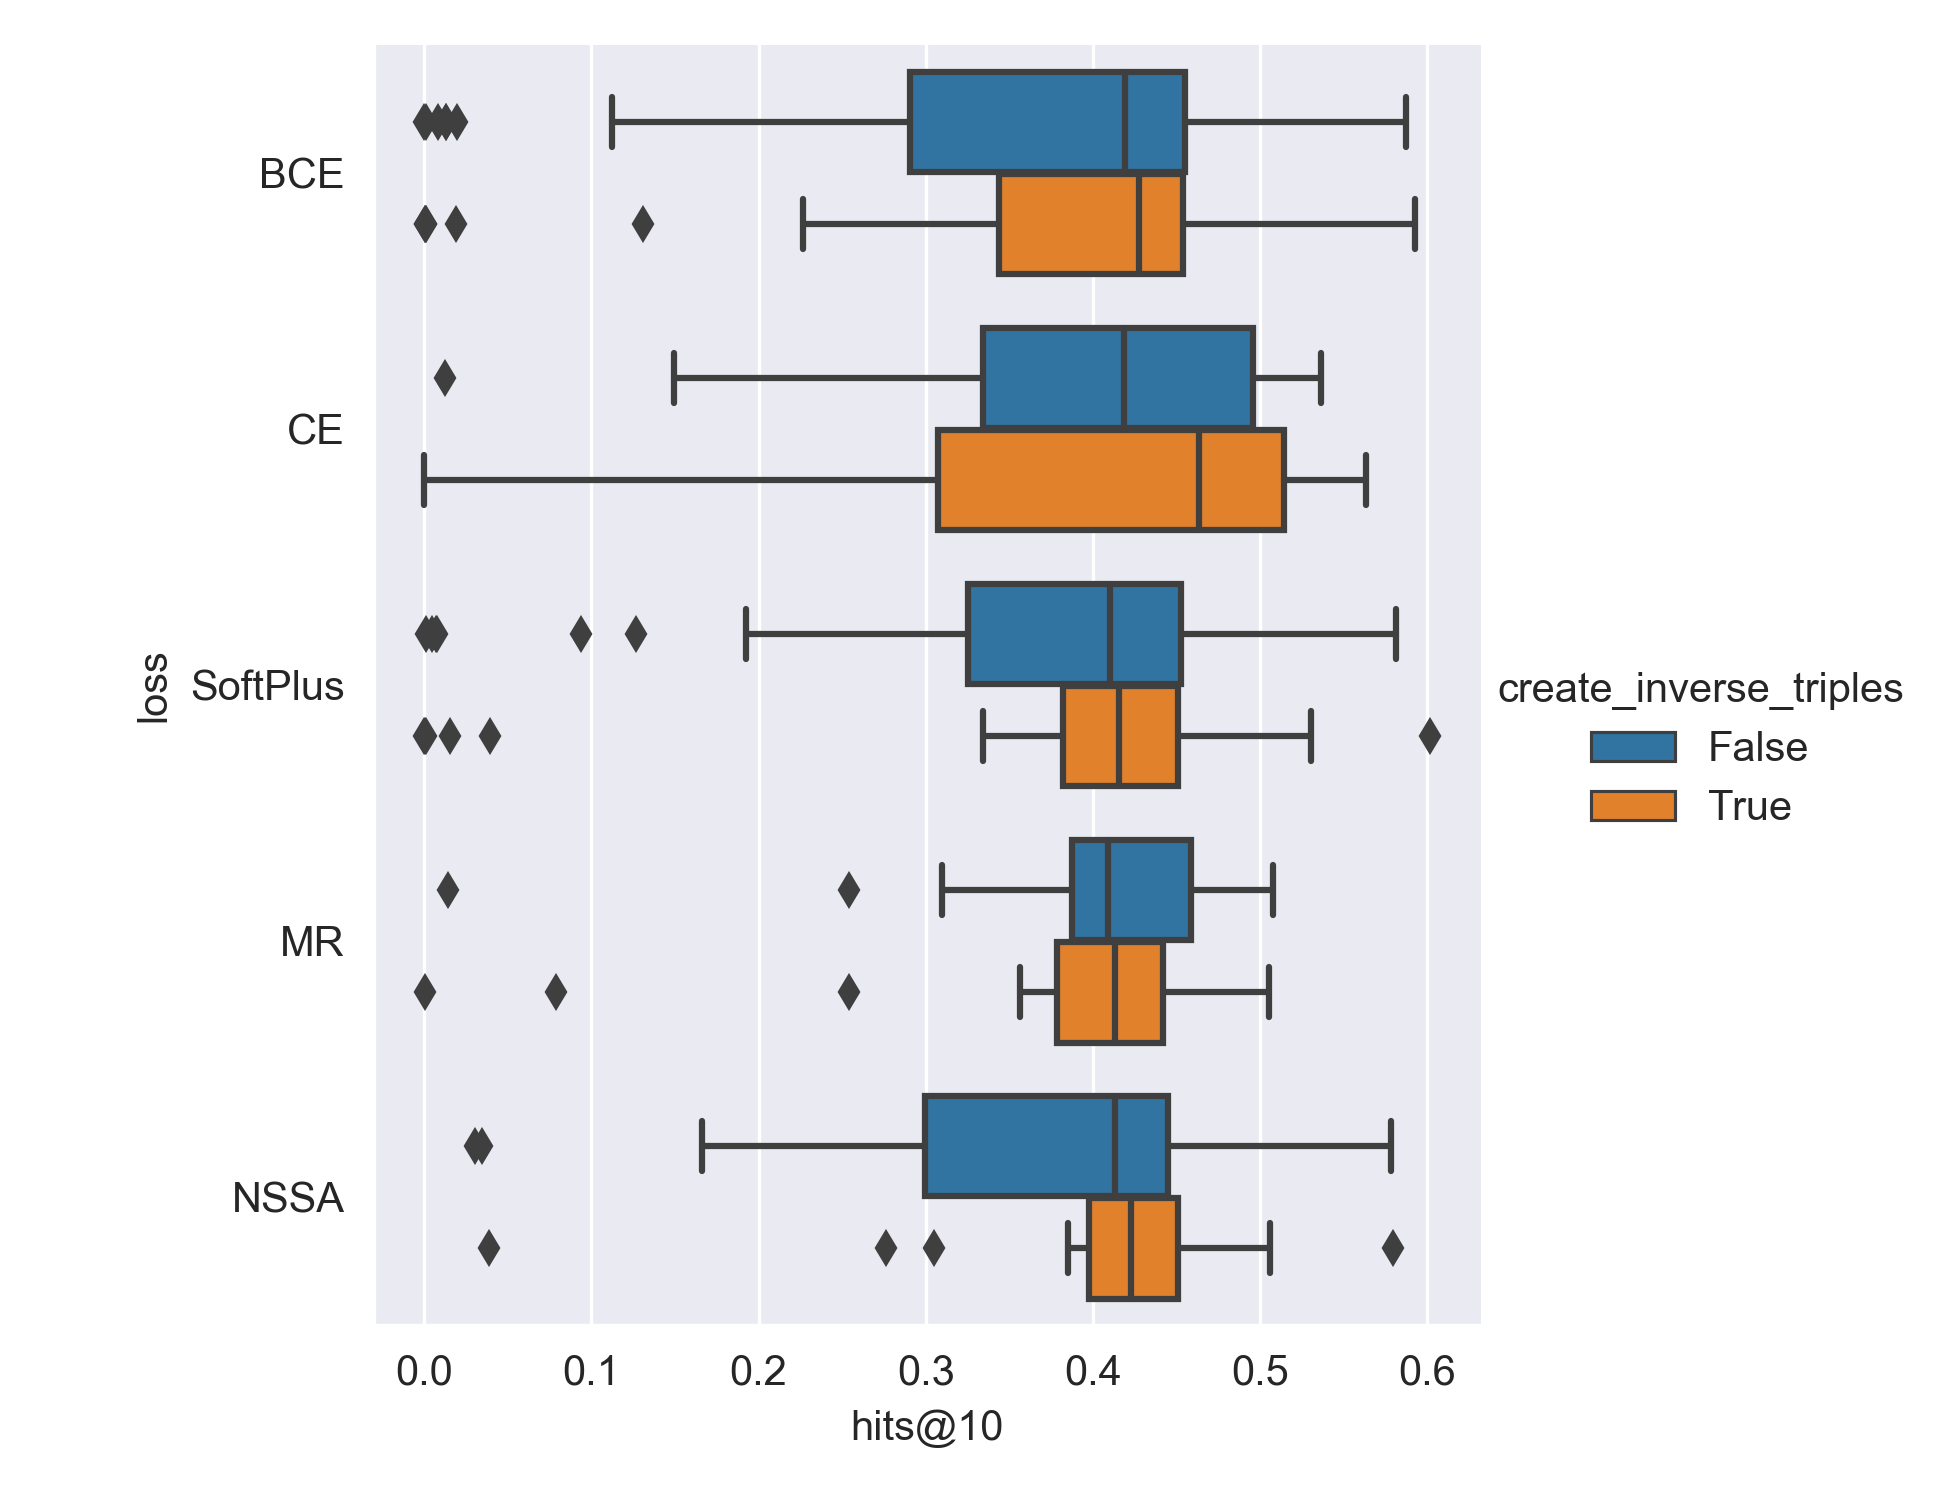 BCE
CE
SoftPlus
MR
NSSA
loss
0.0 0.1 0.2 0.3 0.4 0.5 0.6
hits@10
create_inverse_triples
False
True